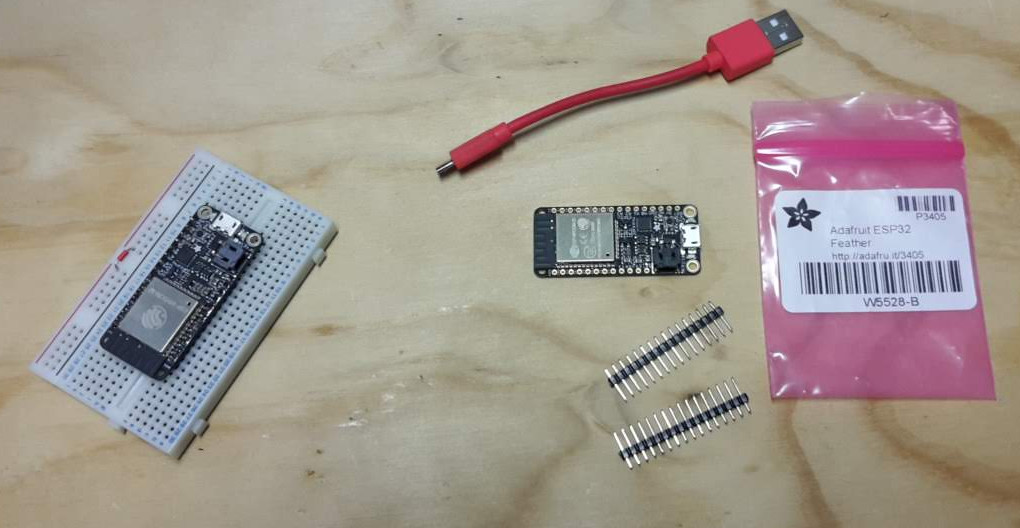 P3405
Adafruit ESP32
Feather
http://adafru.it/3405
W5528-B